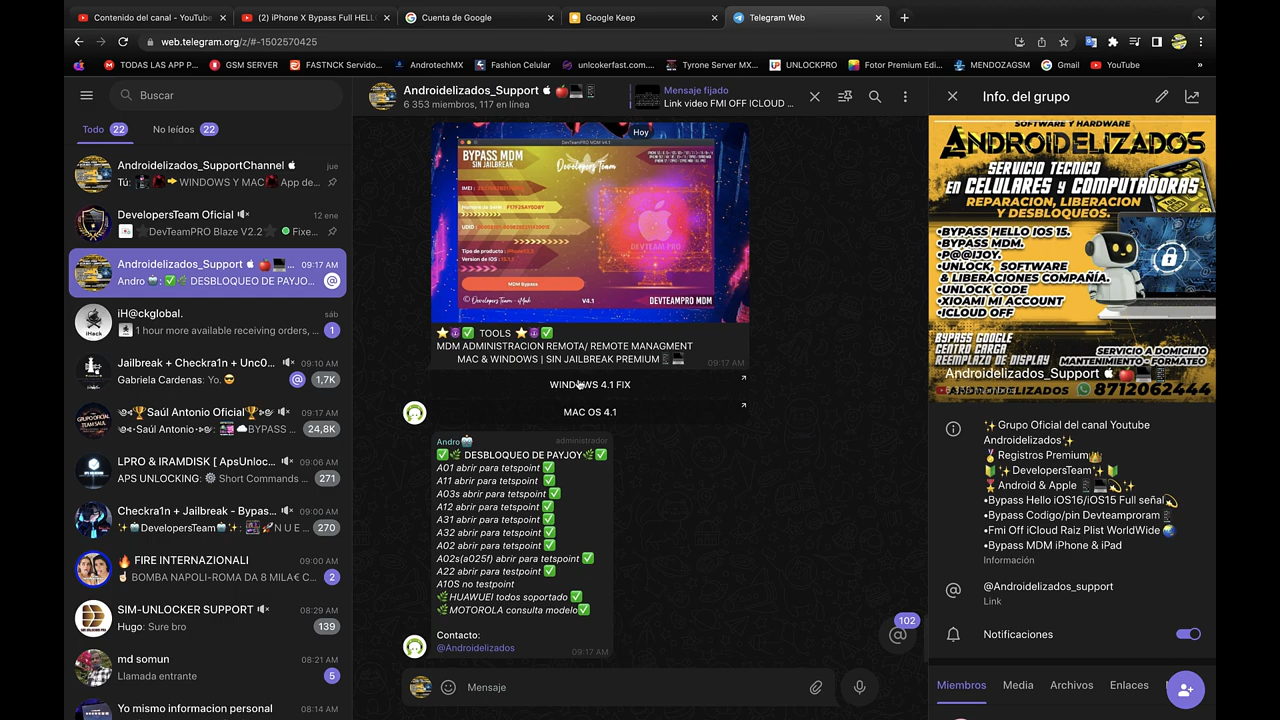 Contenido del canal - YouTube
(2) iPhone X Bypass Full HELLO
Cuenta de Google
Google Keep
Telegram Web
web.telegram.org/z/#-1502570425
TODAS LAS APP P...
GSM SERVER
FASTNCK Servido...
AndrotechMX
Fashion Celular
unlcokerfast.com....
Tyrone Server MX...
UNLOCKPRO
Fotor Premium Edi...
MENDOZAGSM
Gmail
YouTube
Buscar
Todo 22
No leídos 22
Androidelizados_SupportChannel
jue
Tú: WINDOWS Y MAC App de...
DevelopersTeam Oficial
12 ene
DevTeamPRO Blaze V2.2 Fixe...
Androidelizados_Support ...
09:17 AM
Andro : DESBLOQUEO DE PAYJO...
@
iH@ckglobal.
sáb
1 hour more available receiving orders, ...
1
Jailbreak + Checkra1n + Unc0...
09:10 AM
Gabriela Cardenas: Yo.
@
1,7K
Saúl Antonio Oficial
09:17 AM
Saúl Antonio BYPASS ...
24,8K
LPRO & IRAMDISK [ ApsUnloc...
09:06 AM
APS UNLOCKING: Short Commands ...
271
Checkra1n + Jailbreak - Bypas...
09:00 AM
DevelopersTeam : N U E ...
270
FIRE INTERNAZIONALI
09:00 AM
BOMBA NAPOLI-ROMA DA 8 MILA€ C...
2
SIM-UNLOCKER SUPPORT
08:29 AM
Hugo: Sure bro
139
md somun
08:21 AM
Llamada entrante
5
Yo mismo informacion personal
08:14 AM
Androidelizados_Support
6 353 miembros, 117 en línea
Mensaje fijado
Link video FMI OFF ICLOUD ...
Hoy
DevTeamPRO MDM V4.1
BYPASS MDM
SIN JAILBREAK
Developers Team
IMEI :
F17F2SAY0D8Y
UDID
Tipo de producto :
Version de IOS :
MDM Bypass
DEVTEAM PRO
© Developers Team - iMak
V4.1
DEVTEAMPRO MDM
TOOLS
MDM ADMINISTRACION REMOTA/ REMOTE MANAGMENT
MAC & WINDOWS | SIN JAILBREAK PREMIUM
09:17 AM
WINDOWS 4.1 FIX
MAC OS 4.1
Andro
administrador
DESBLOQUEO DE PAYJOY
A01 abrir para tetspoint
A11 abrir para tetspoint
A03s abrir para tetspoint
A12 abrir para tetspoint
A31 abrir para tetspoint
A32 abrir para tetspoint
A02 abrir para tetspoint
A02s(a025f) abrir para tetspoint
A22 abrir para tetspoint
A10S no testpoint
HUAWUEI todos soportado
MOTOROLA consulta modelo
Contacto:
@Androidelizados
09:17 AM
102
@
Mensaje
Info. del grupo
SOFTWARE Y HARDWARE
ANDROIDELIZADOS
SERVICIO TECNICO
EN CELULARES Y COMPUTADORAS
REPARACION, LIBERACION
Y DESBLOQUEOS.
•BYPASS HELLO IOS 15.
•BYPASS MDM.
•P@@!JOY.
•UNLOCK, SOFTWARE
& LIBERACIONES COMPAÑIA.
•UNLOCK CODE
•XIOAMI MI ACCOUNT
•ICLOUD OFF
BYPASS GOOGLE
CENTRO CARGA
REEMPLAZO DE DISPLAY
SERVICIO A DOMICILIO
MANTENIMIENTO - FORMATEO
Androidelizados_Support
8712062444
Grupo Oficial del canal Youtube
Androidelizados
Registros Premium
DevelopersTeam
Android & Apple
•Bypass Hello iOS16/iOS15 Full señal
•Bypass Codigo/pin Devteamproram
•Fmi Off iCloud Raiz Plist WorldWide
•Bypass MDM iPhone & iPad
Información
@Androidelizados_support
Link
Notificaciones
Miembros
Media
Archivos
Enlaces